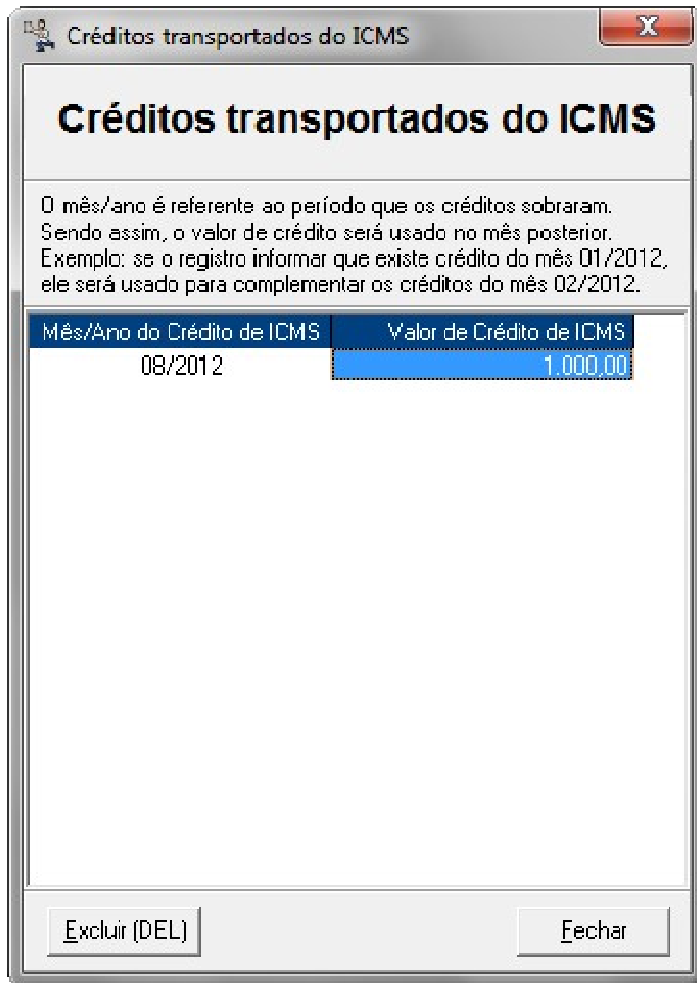 Créditos transportados do ICMS
X
Créditos transportados do ICMS
O mês/ano é referente ao período que os créditos sobraram.
Sendo assim, o valor de crédito será usado no mês posterior.
Exemplo: se o registro informar que existe crédito do mês 01/2012,
ele será usado para complementar os créditos do mês 02/2012.
Mês/Ano do Crédito de ICMS Valor de Crédito de ICMS
08/2012 1.000,00
Excluir (DEL) Fechar